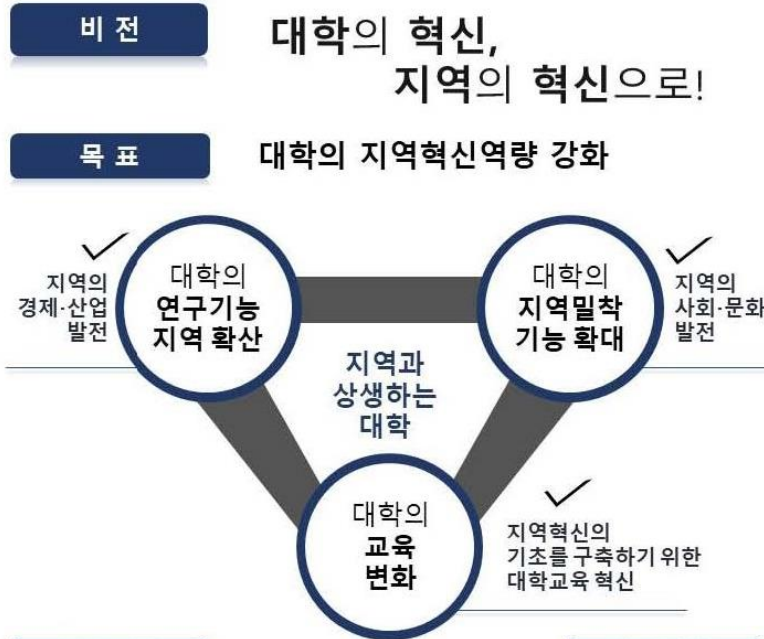 비 전
대학의 혁신,
지역의 혁신으로!
목 표
대학의 지역혁신역량 강화
지역의
경제·산업
발전
대학의
연구기능
지역 확산
대학의
지역밀착
기능 확대
지역의
사회·문화
발전
지역과
상생하는
대학
대학의
교육
변화
지역혁신의
기초를 구축하기 위한
대학교육 혁신